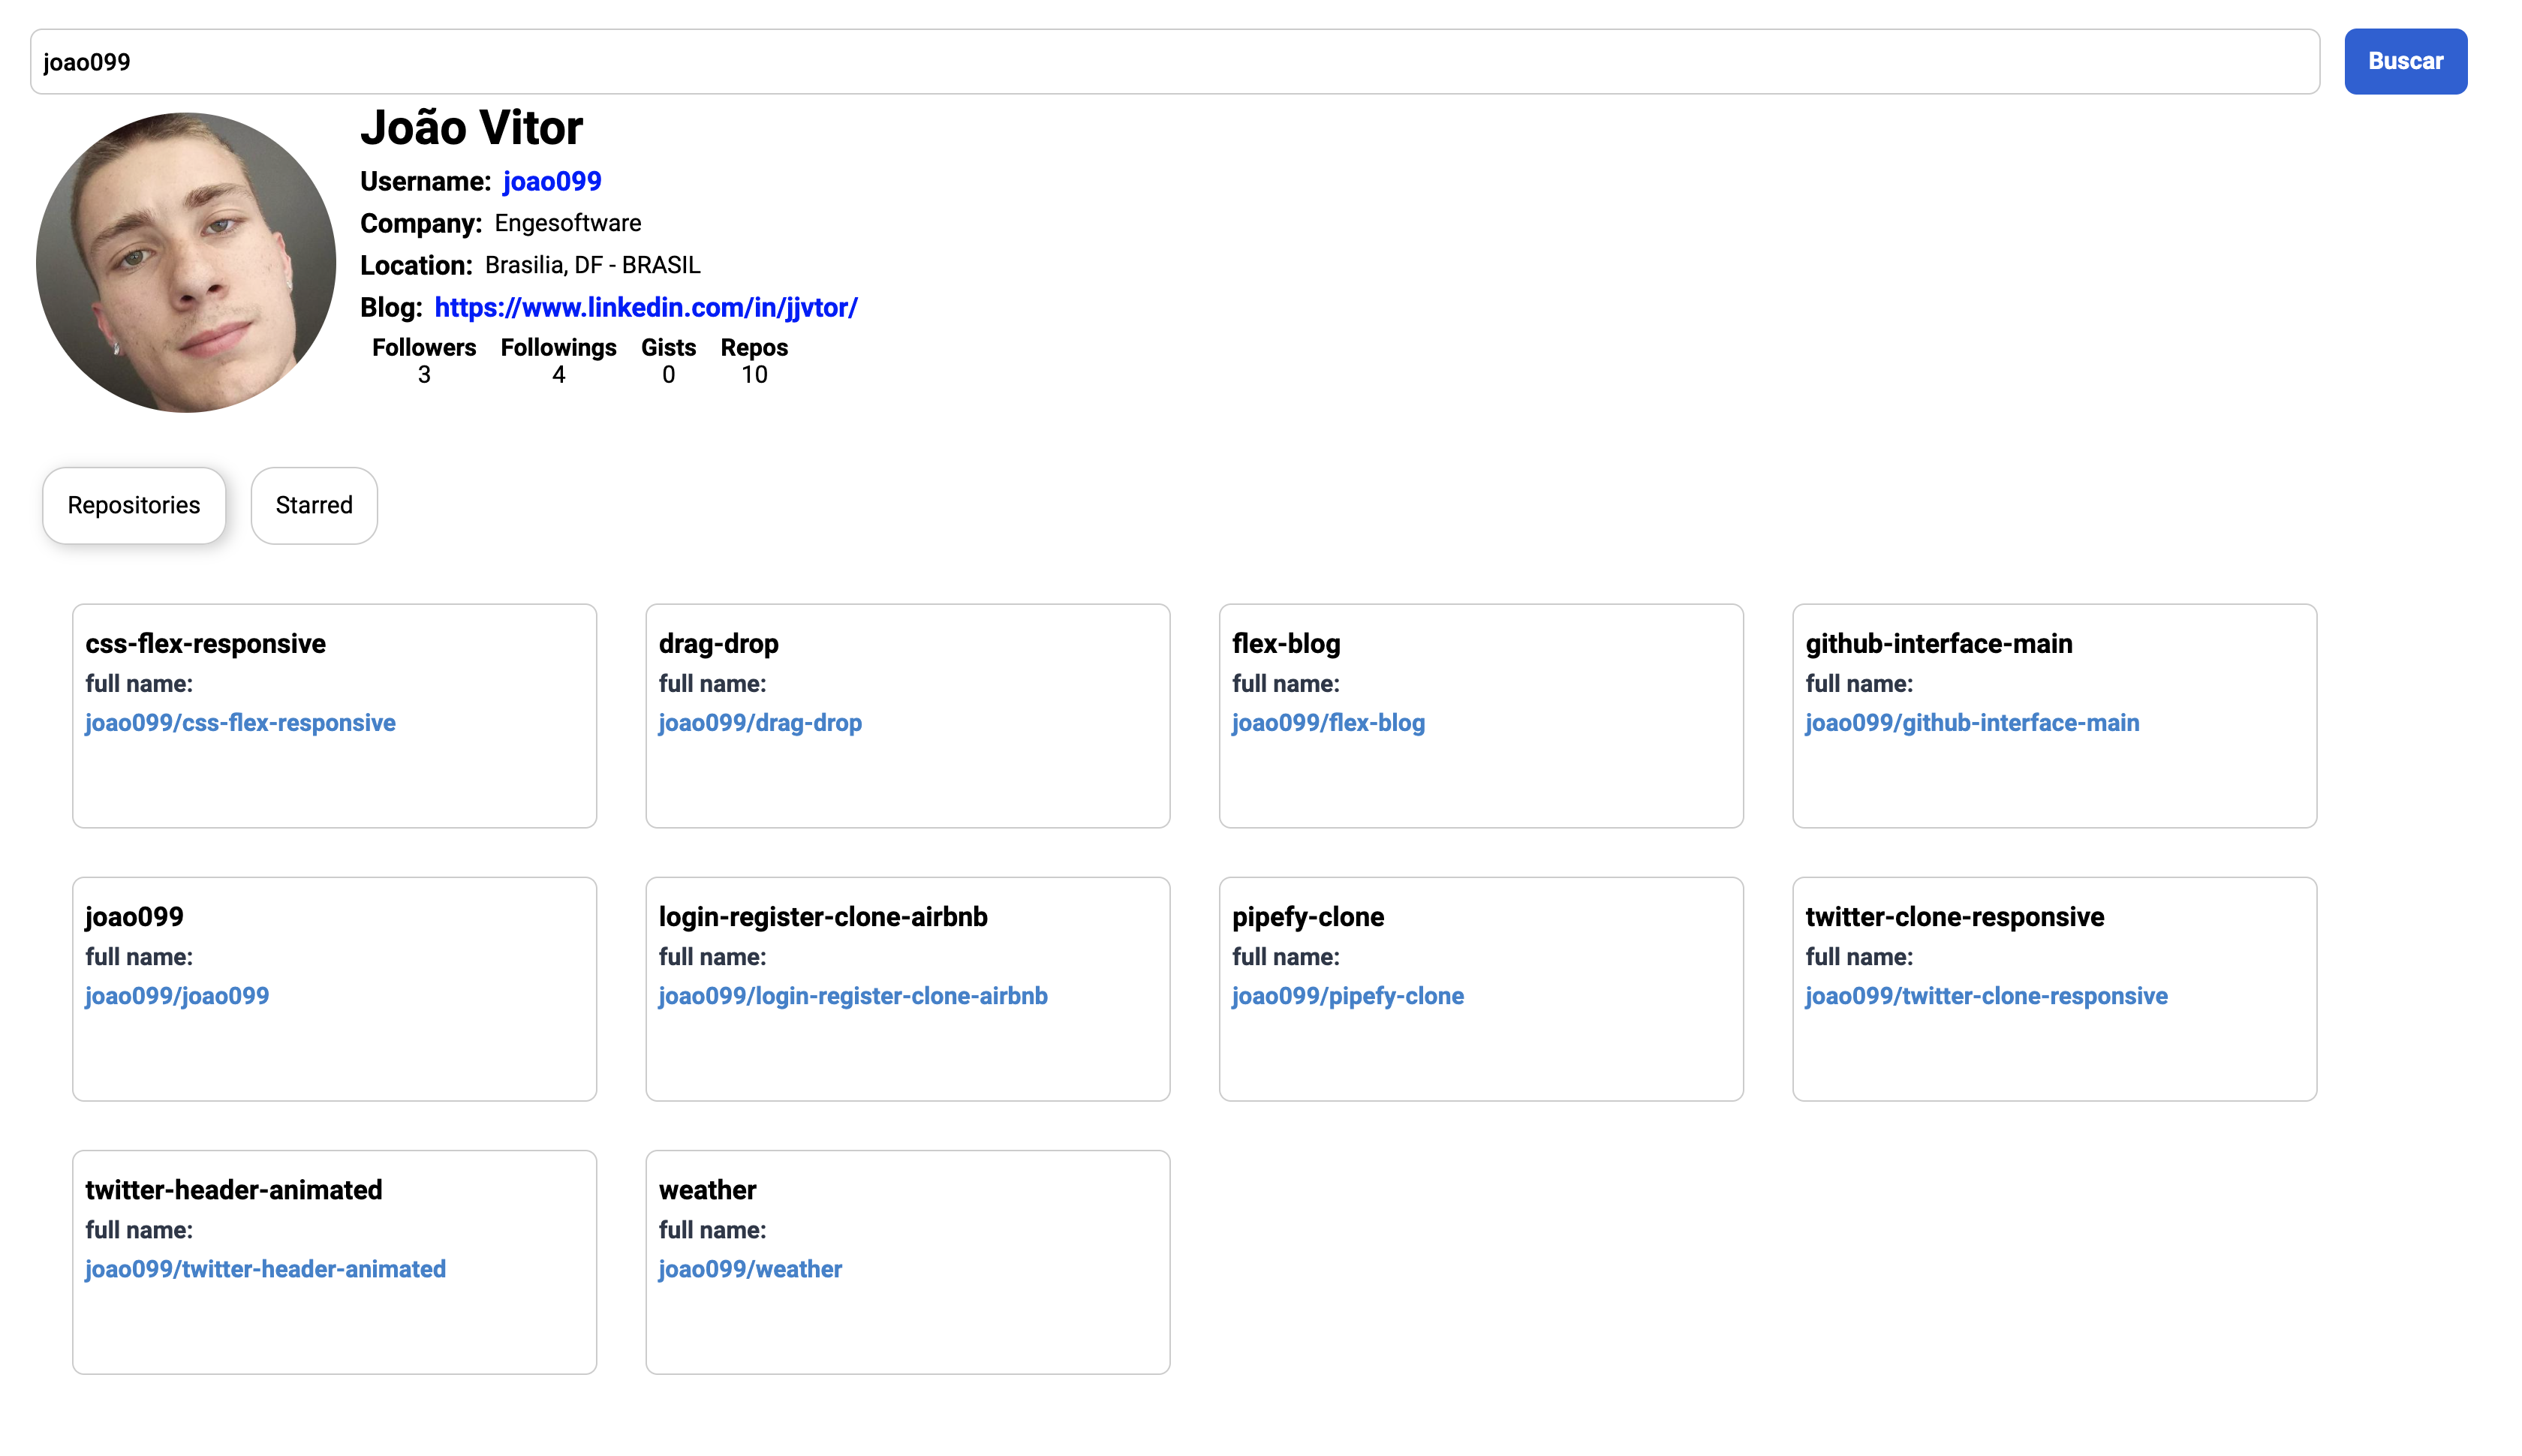 joao099 Buscar
João Vitor
Username: joao099
Company: Engesoftware
Location: Brasilia, DF - BRASIL
Blog: https://www.linkedin.com/in/jjvtor/
Followers Followings Gists Repos
3 4 0 10
Repositories Starred
css-flex-responsive
full name:
joao099/css-flex-responsive
drag-drop
full name:
joao099/drag-drop
flex-blog
full name:
joao099/flex-blog
github-interface-main
full name:
joao099/github-interface-main
joao099
full name:
joao099/joao099
login-register-clone-airbnb
full name:
joao099/login-register-clone-airbnb
pipefy-clone
full name:
joao099/pipefy-clone
twitter-clone-responsive
full name:
joao099/twitter-clone-responsive
twitter-header-animated
full name:
joao099/twitter-header-animated
weather
full name:
joao099/weather